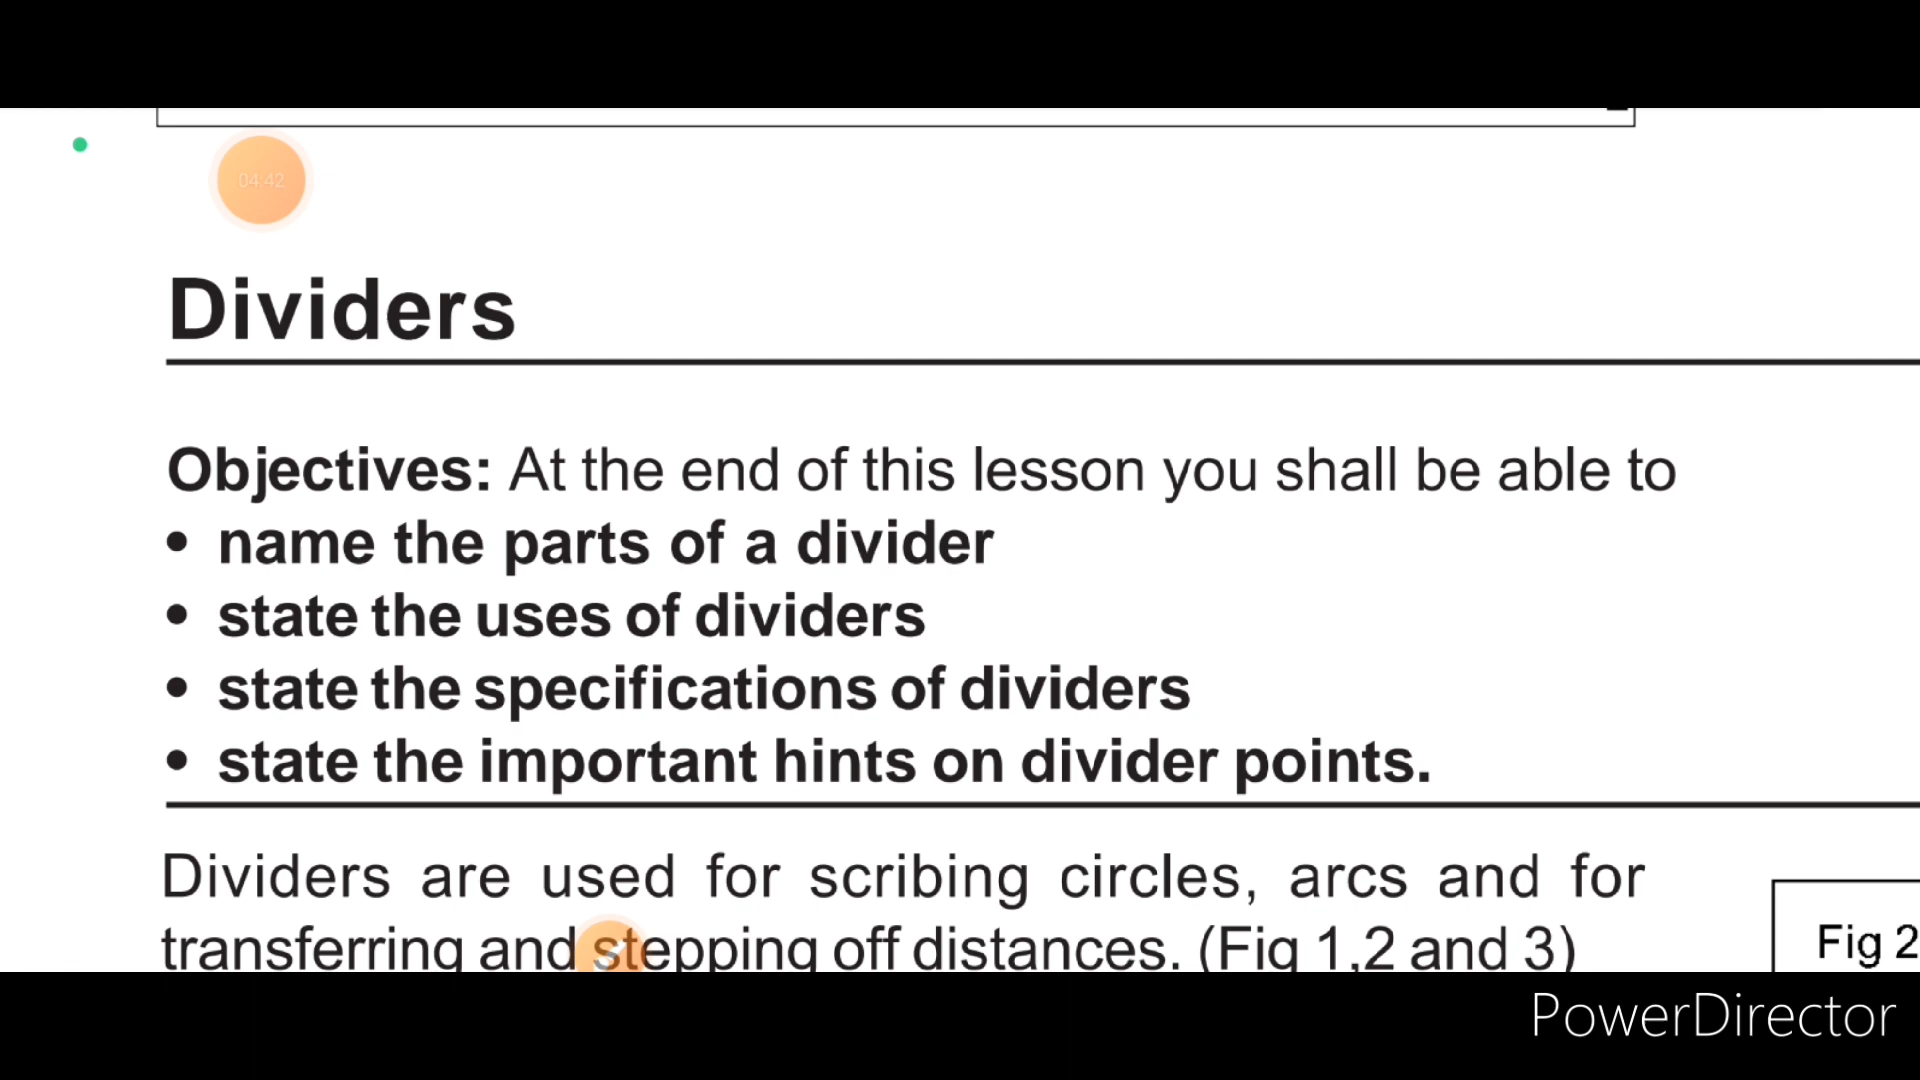 04:42
Dividers
Objectives: At the end of this lesson you shall be able to
• name the parts of a divider
• state the uses of dividers
• state the specifications of dividers
• state the important hints on divider points.
Dividers are used for scribing circles, arcs and for
transferring and stepping off distances. (Fig 1,2 and 3)
Fig 2
PowerDirector